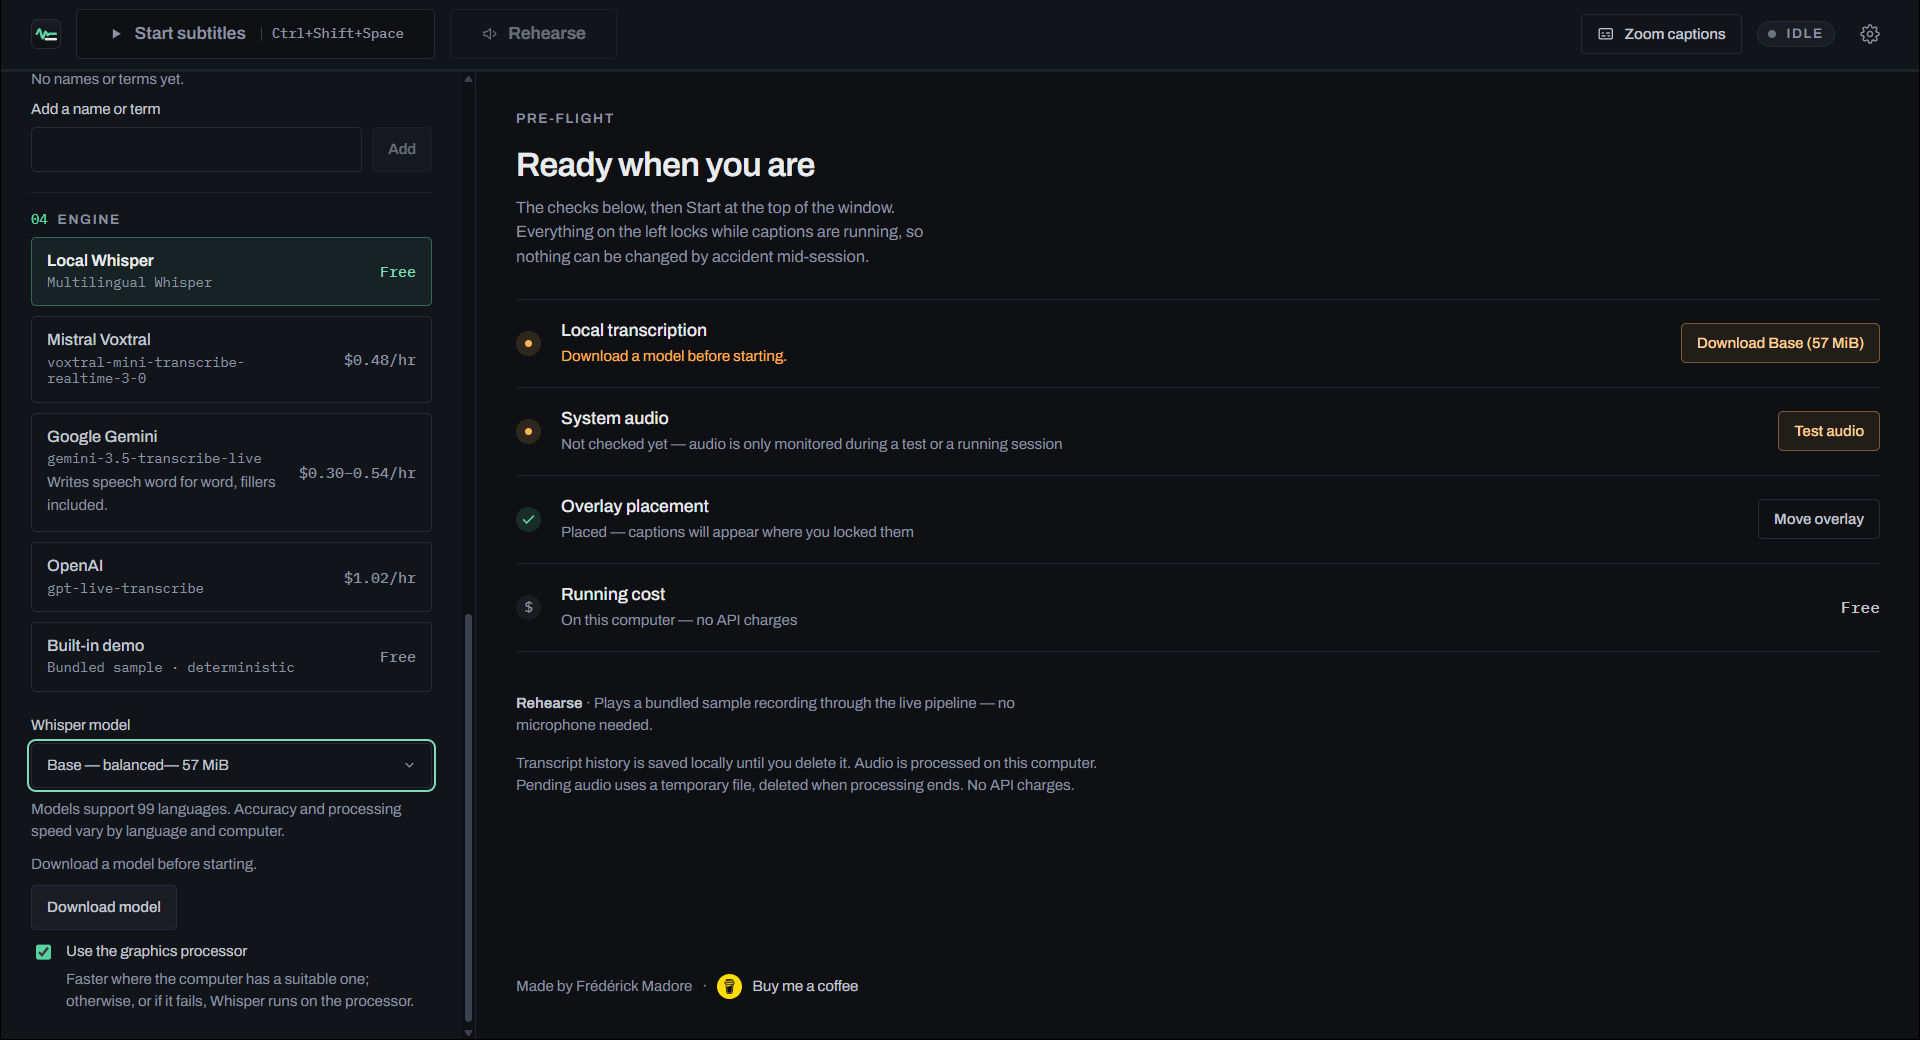 Start subtitles | Ctrl+Shift+Space
Rehearse
Zoom captions
IDLE
No names or terms yet.
Add a name or term
Add
04 ENGINE
Local Whisper
Multilingual Whisper
Free
Mistral Voxtral
voxtral-mini-transcribe-
realtime-3-0
$0.48/hr
Google Gemini
gemini-3.5-transcribe-live
Writes speech word for word, fillers
included.
$0.30–0.54/hr
OpenAI
gpt-live-transcribe
$1.02/hr
Built-in demo
Bundled sample · deterministic
Free
Whisper model
Base — balanced— 57 MiB
Models support 99 languages. Accuracy and processing
speed vary by language and computer.
Download a model before starting.
Download model
Use the graphics processor
Faster where the computer has a suitable one;
otherwise, or if it fails, Whisper runs on the processor.
PRE-FLIGHT
Ready when you are
The checks below, then Start at the top of the window.
Everything on the left locks while captions are running, so
nothing can be changed by accident mid-session.
Local transcription
Download a model before starting.
Download Base (57 MiB)
System audio
Not checked yet — audio is only monitored during a test or a running session
Test audio
Overlay placement
Placed — captions will appear where you locked them
Move overlay
$
Running cost
On this computer — no API charges
Free
Rehearse · Plays a bundled sample recording through the live pipeline — no
microphone needed.
Transcript history is saved locally until you delete it. Audio is processed on this computer.
Pending audio uses a temporary file, deleted when processing ends. No API charges.
Made by Frédérick Madore · Buy me a coffee